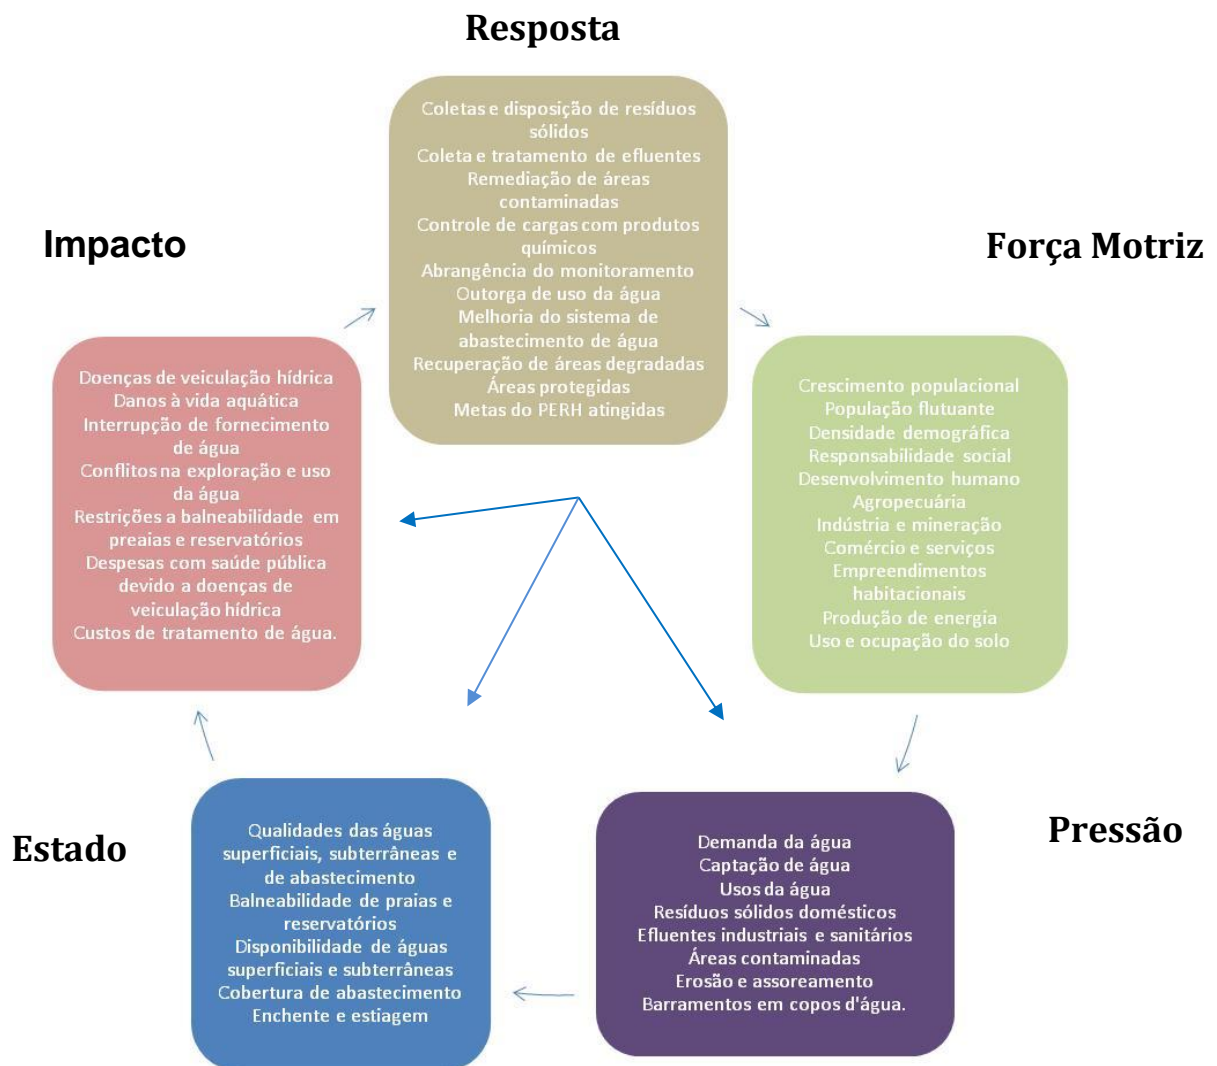 Resposta
Coletas e disposição de resíduos
sólidos
Coleta e tratamento de efluentes
Remediação de áreas
contaminadas
Controle de cargas com produtos
químicos
Abrangência do monitoramento
Outorga de uso da água
Melhoria do sistema de
abastecimento de água
Recuperação de áreas degradadas
Áreas protegidas
Metas do PERH atingidas
Impacto
Força Motriz
Doenças de veiculação hídrica
Danos à vida aquática
Interrupção de fornecimento
de água
Conflitos na exploração e uso
da água
Restrições a balneabilidade em
preaias e reservatórios
Despesas com saúde pública
devido a doenças de
veiculação hídrica
Custos de tratamento de água.
Crescimento populacional
População flutuante
Densidade demográfica
Responsabilidade social
Desenvolvimento humano
Agropecuária
Indústria e mineração
Comércio e serviços
Empreendimentos
habitacionais
Produção de energia
Uso e ocupação do solo
Estado
Qualidades das águas
superficiais, subterrâneas e
de abastecimento
Balneabilidade de praias e
reservatórios
Disponibilidade de águas
superficiais e subterrâneas
Cobertura de abastecimento
Enchente e estiagem
Demanda da água
Captação de água
Usos da água
Resíduos sólidos domésticos
Efluentes industriais e sanitários
Áreas contaminadas
Erosão e assoreamento
Barramentos em copos d'água.
Pressão